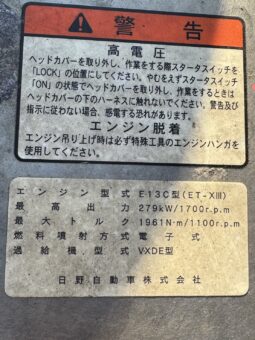 警告
高電圧
ヘッドカバーを取り外し、作業をする際スタータスイッチを
「LOCK」の位置にしてください。やむをえずスタータスイッチ
「ON」の状態でヘッドカバーを取外し、作業をするときは
ヘッドカバーの下のハーネスに触れないでください。警告及び
指示に従わない場合、感電する恐れがあります。
エンジン脱着
エンジン吊り上げ時は必ず特殊工具のエンジンハンガを
使用してください。
エンジン型式 E13C型(ET-XIII)
最高出力 279kW/1700r.p.m
最大トルク 1961N·m/1100r.p.m
燃料噴射方式 電子式
過給機型式 VXDE型
日野自動車株式会社